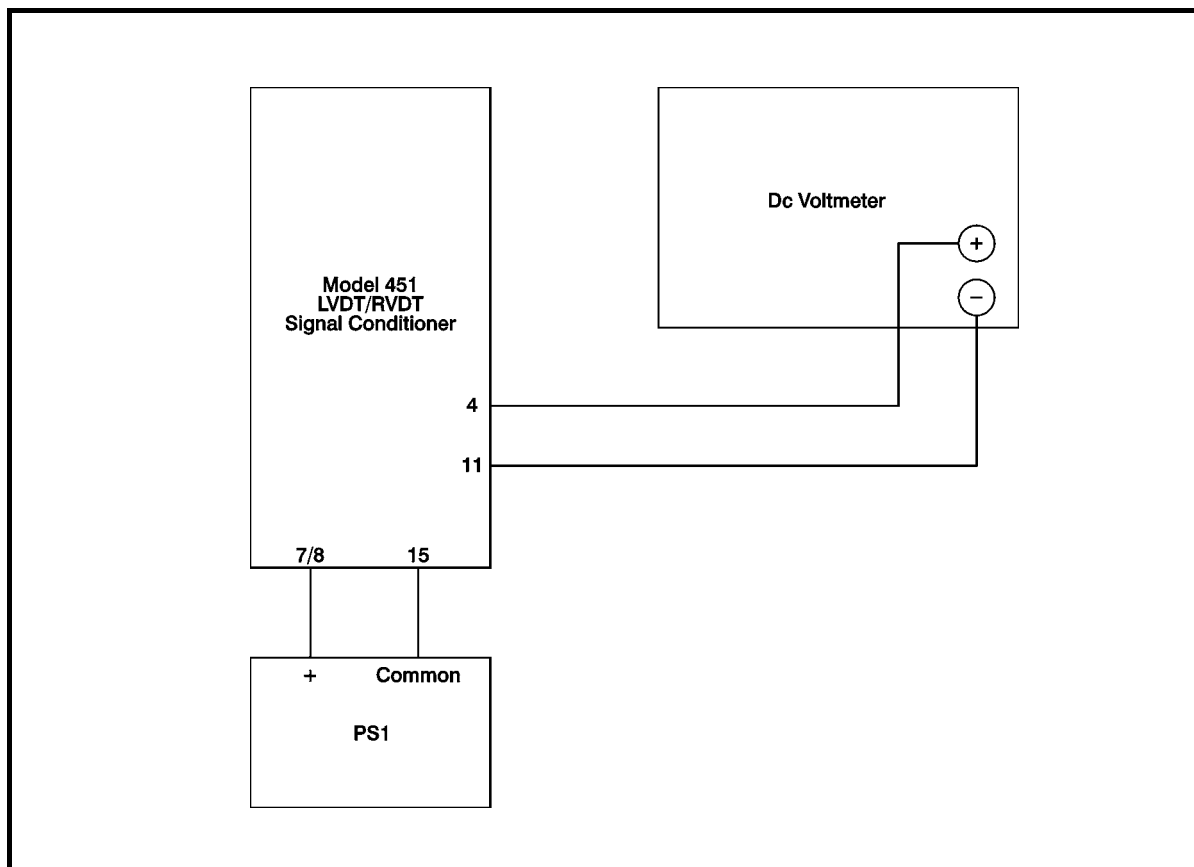 Model 451
LVDT/RVDT
Signal Conditioner
Dc Voltmeter
+
−
4
11
7/8
15
+
Common
PS1